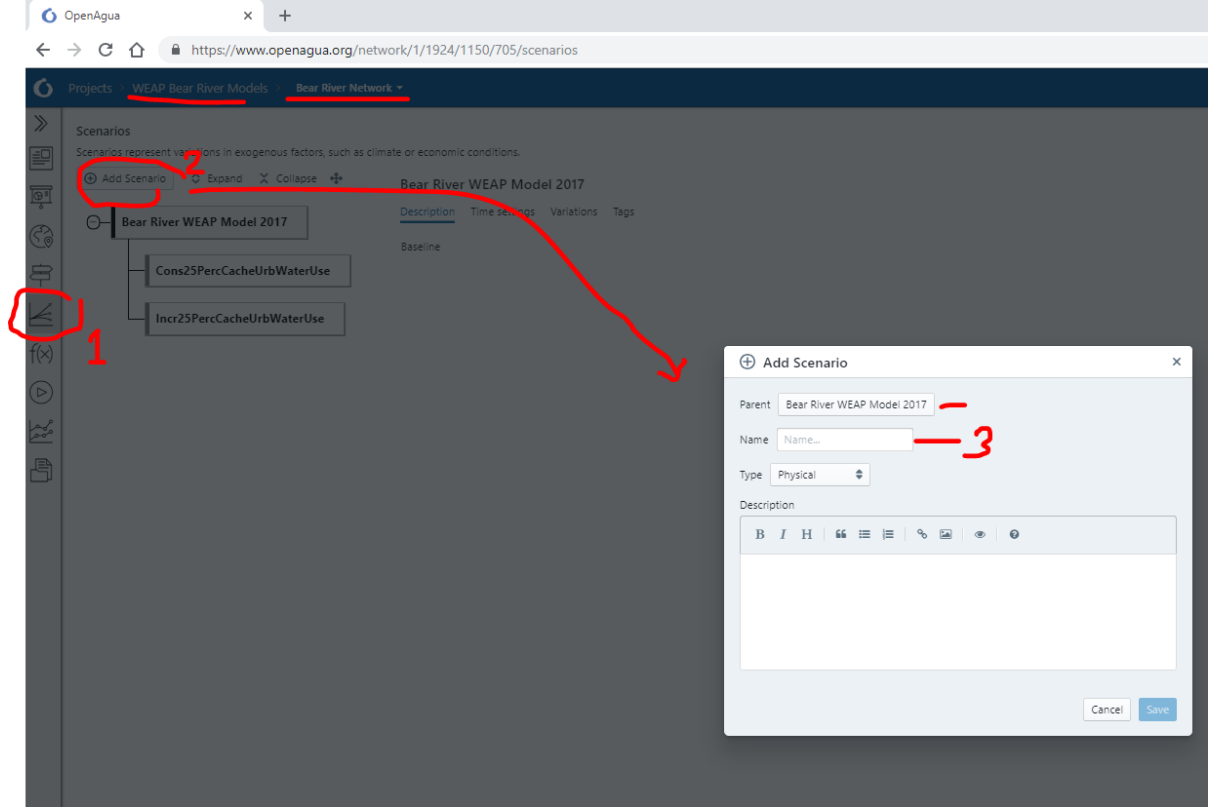 OpenAgua
https://www.openagua.org/network/1/1924/1150/705/scenarios
Projects WEAP Bear River Models Bear River Network
Scenarios
Scenarios represent variations in exogenous factors, such as climate or economic conditions.
2
Add Scenario Expand Collapse
Bear River WEAP Model 2017
Description Time settings Variations Tags
Baseline
Bear River WEAP Model 2017
Cons25PercCacheUrbWaterUse
Incr25PercCacheUrbWaterUse
1
f(x)
Add Scenario ×
Parent Bear River WEAP Model 2017
Name Name... 3
Type Physical
Description
B I H
Cancel Save